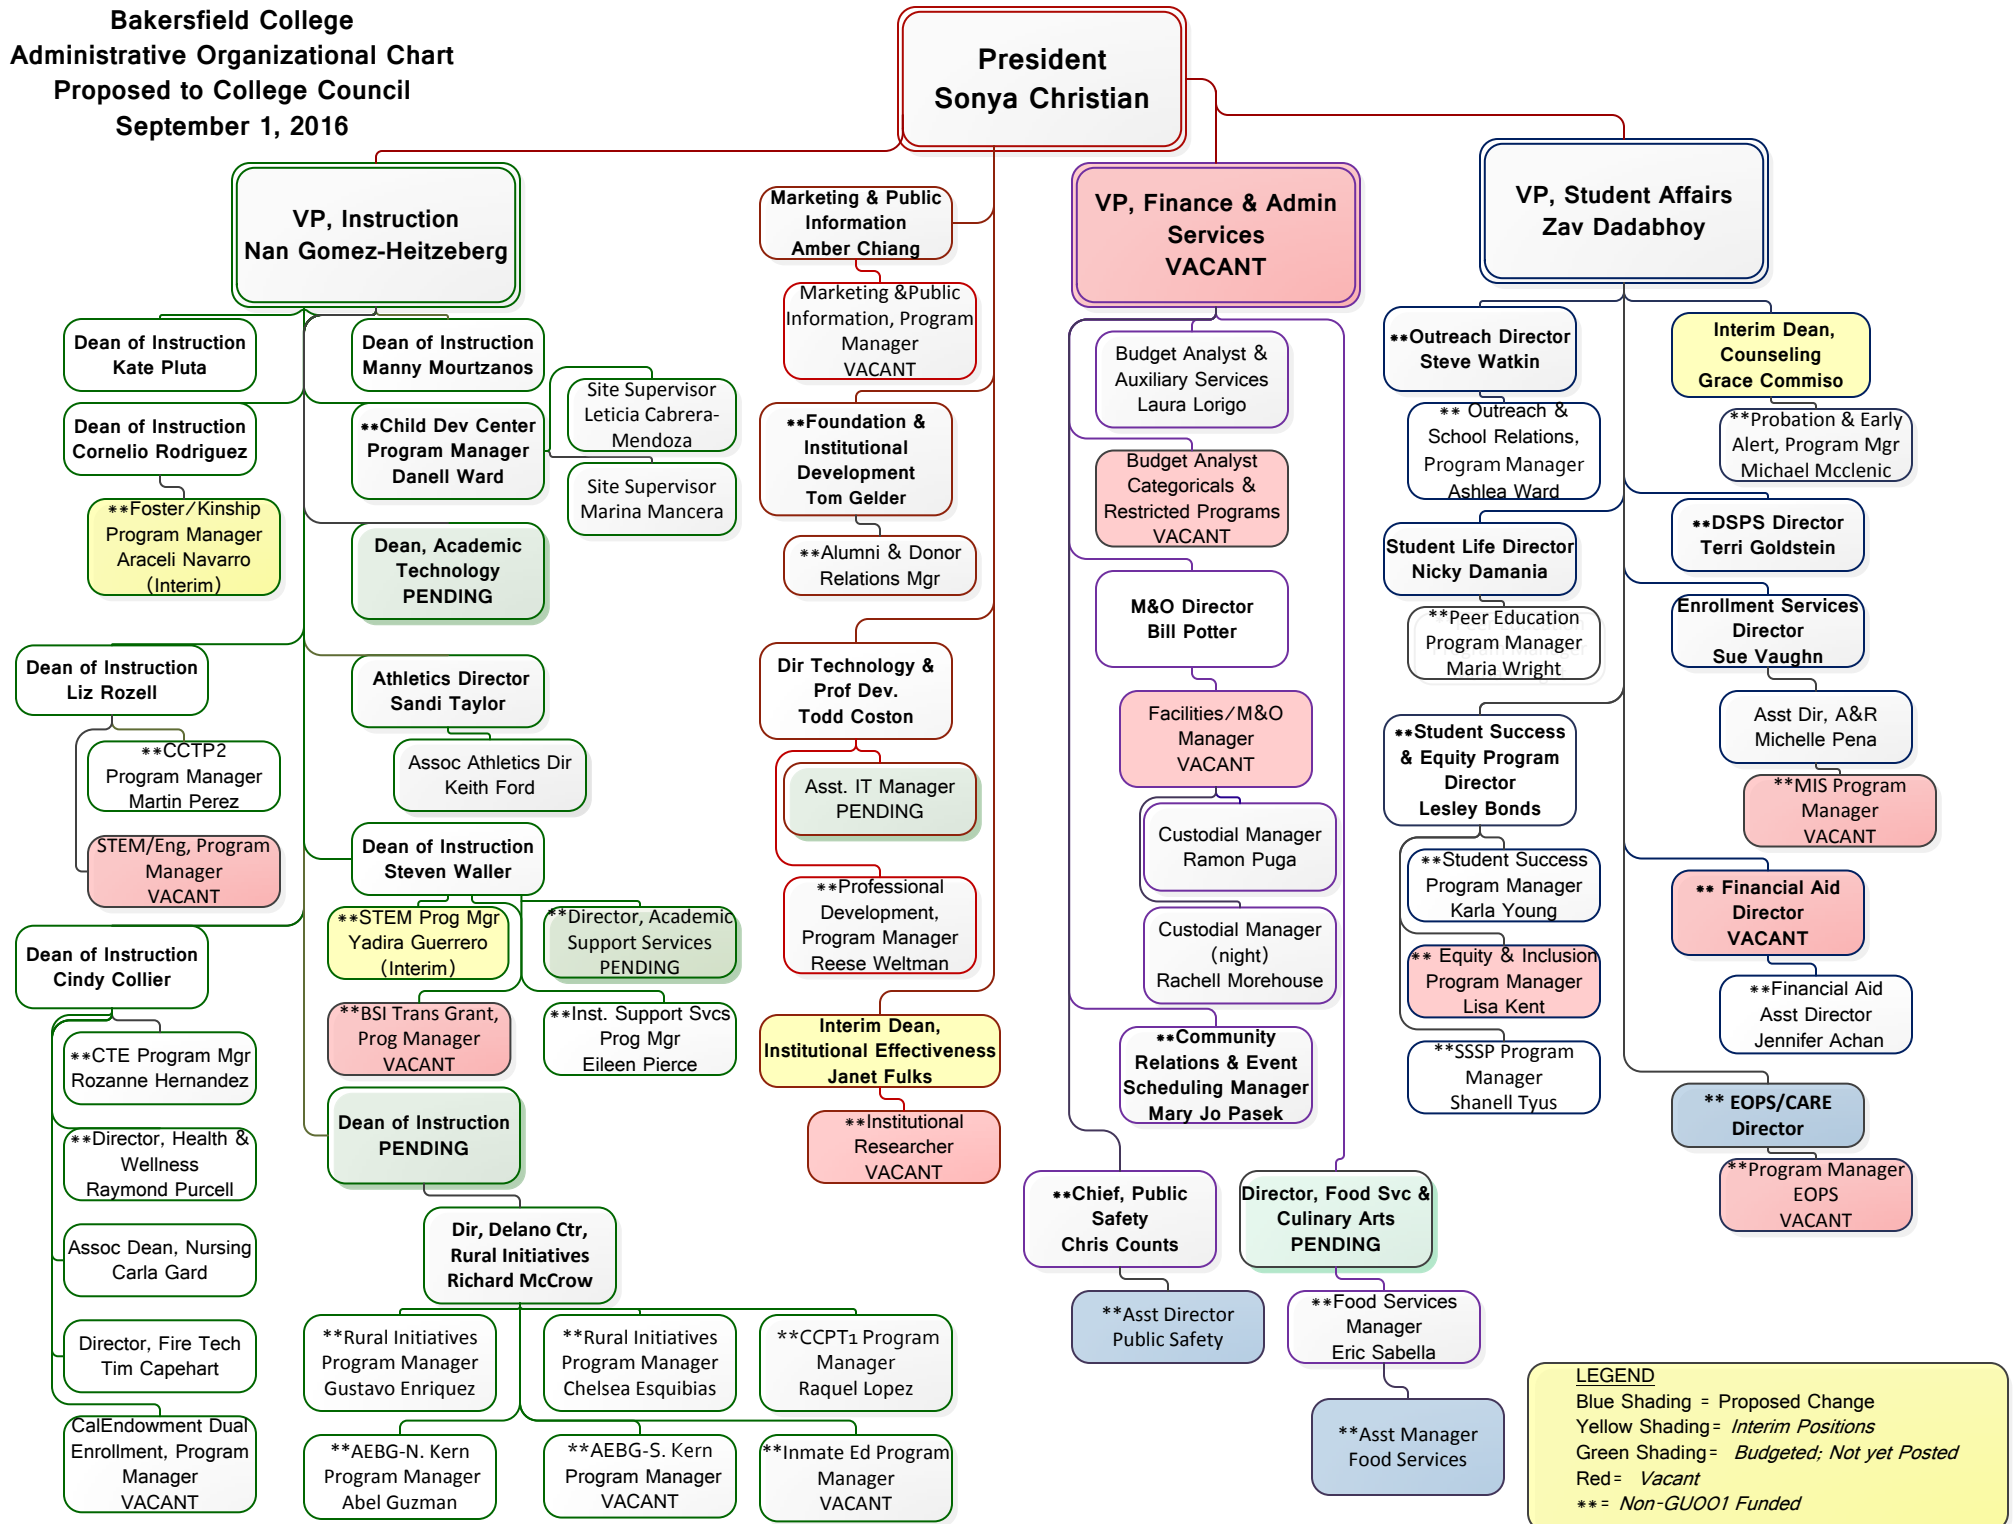 Bakersfield College
Administrative Organizational Chart
Proposed to College Council
September 1, 2016
President
Sonya Christian
VP, Instruction
Nan Gomez-Heitzeberg
Dean of Instruction
Kate Pluta
Dean of Instruction
Cornelio Rodriguez
**Foster/Kinship
Program Manager
Araceli Navarro
(Interim)
Dean of Instruction
Manny Mourtzanos
**Child Dev Center
Program Manager
Danell Ward
Site Supervisor
Leticia Cabrera-
Mendoza
Site Supervisor
Marina Mancera
Dean, Academic
Technology
PENDING
Dean of Instruction
Liz Rozell
**CCTP2
Program Manager
Martin Perez
STEM/Eng, Program
Manager
VACANT
Athletics Director
Sandi Taylor
Assoc Athletics Dir
Keith Ford
Dean of Instruction
Steven Waller
**STEM Prog Mgr
Yadira Guerrero
(Interim)
**Director, Academic
Support Services
PENDING
**BSI Trans Grant,
Prog Manager
VACANT
**Inst. Support Svcs
Prog Mgr
Eileen Pierce
Dean of Instruction
Cindy Collier
**CTE Program Mgr
Rozanne Hernandez
**Director, Health &
Wellness
Raymond Purcell
Assoc Dean, Nursing
Carla Gard
Director, Fire Tech
Tim Capehart
CalEndowment Dual
Enrollment, Program
Manager
VACANT
Dean of Instruction
PENDING
Dir, Delano Ctr,
Rural Initiatives
Richard McCrow
**Rural Initiatives
Program Manager
Gustavo Enriquez
**Rural Initiatives
Program Manager
Chelsea Esquibias
**CCPT1 Program
Manager
Raquel Lopez
**AEBG-N. Kern
Program Manager
Abel Guzman
**AEBG-S. Kern
Program Manager
VACANT
**Inmate Ed Program
Manager
VACANT
Marketing & Public
Information
Amber Chiang
Marketing &Public
Information, Program
Manager
VACANT
**Foundation &
Institutional
Development
Tom Gelder
**Alumni & Donor
Relations Mgr
Dir Technology &
Prof Dev.
Todd Coston
Asst. IT Manager
PENDING
**Professional
Development,
Program Manager
Reese Weltman
Interim Dean,
Institutional Effectiveness
Janet Fulks
**Institutional
Researcher
VACANT
VP, Finance & Admin
Services
VACANT
Budget Analyst &
Auxiliary Services
Laura Lorigo
Budget Analyst
Categoricals &
Restricted Programs
VACANT
M&O Director
Bill Potter
Facilities/M&O
Manager
VACANT
Custodial Manager
Ramon Puga
Custodial Manager
(night)
Rachell Morehouse
**Community
Relations & Event
Scheduling Manager
Mary Jo Pasek
**Chief, Public
Safety
Chris Counts
**Asst Director
Public Safety
Director, Food Svc &
Culinary Arts
PENDING
**Food Services
Manager
Eric Sabella
**Asst Manager
Food Services
VP, Student Affairs
Zav Dadabhoy
**Outreach Director
Steve Watkin
** Outreach &
School Relations,
Program Manager
Ashlea Ward
Student Life Director
Nicky Damania
**Peer Education
Program Manager
Maria Wright
**Student Success
& Equity Program
Director
Lesley Bonds
**Student Success
Program Manager
Karla Young
** Equity & Inclusion
Program Manager
Lisa Kent
**SSSP Program
Manager
Shanell Tyus
Interim Dean,
Counseling
Grace Commiso
**Probation & Early
Alert, Program Mgr
Michael Mcclenic
**DSPS Director
Terri Goldstein
Enrollment Services
Director
Sue Vaughn
Asst Dir, A&R
Michelle Pena
**MIS Program
Manager
VACANT
** Financial Aid
Director
VACANT
**Financial Aid
Asst Director
Jennifer Achan
** EOPS/CARE
Director
**Program Manager
EOPS
VACANT
LEGEND
Blue Shading = Proposed Change
Yellow Shading= Interim Positions
Green Shading= Budgeted; Not yet Posted
Red= Vacant
**= Non-GU001 Funded